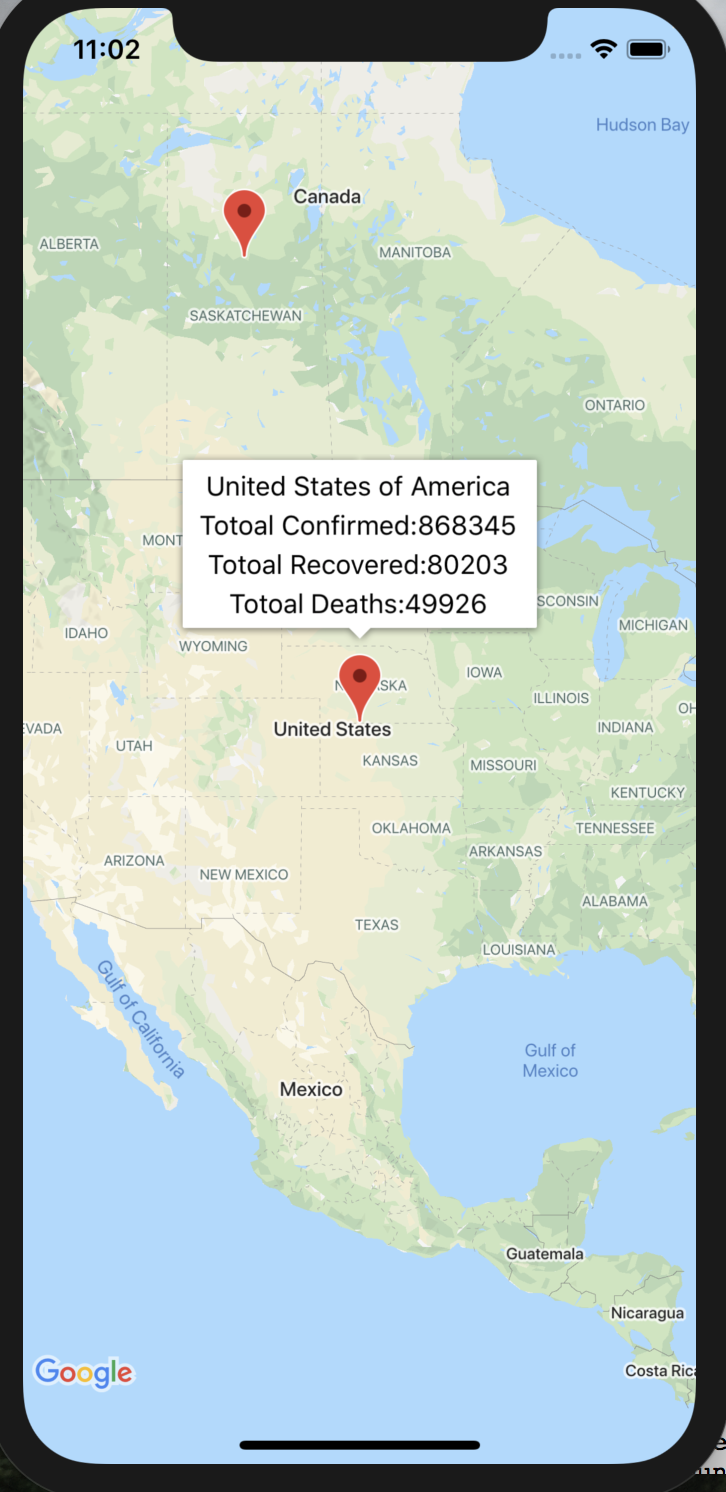 11:02
Hudson Bay
Canada
ALBERTA
MANITOBA
SASKATCHEWAN
ONTARIO
United States of America
Totoal Confirmed:868345
Totoal Recovered:80203
Totoal Deaths:49926
MONT
SCONSIN
MICHIGAN
IDAHO
WYOMING
IOWA
N SKA
ILLINOIS
OH
EVADA
United States
INDIANA
UTAH
KANSAS
MISSOURI
KENTUCKY
OKLAHOMA
TENNESSEE
ARKANSAS
ARIZONA
NEW MEXICO
ALABAMA
TEXAS
LOUISIANA
Gulf of California
Gulf of
Mexico
Mexico
Guatemala
Nicaragua
Costa Rica
Google